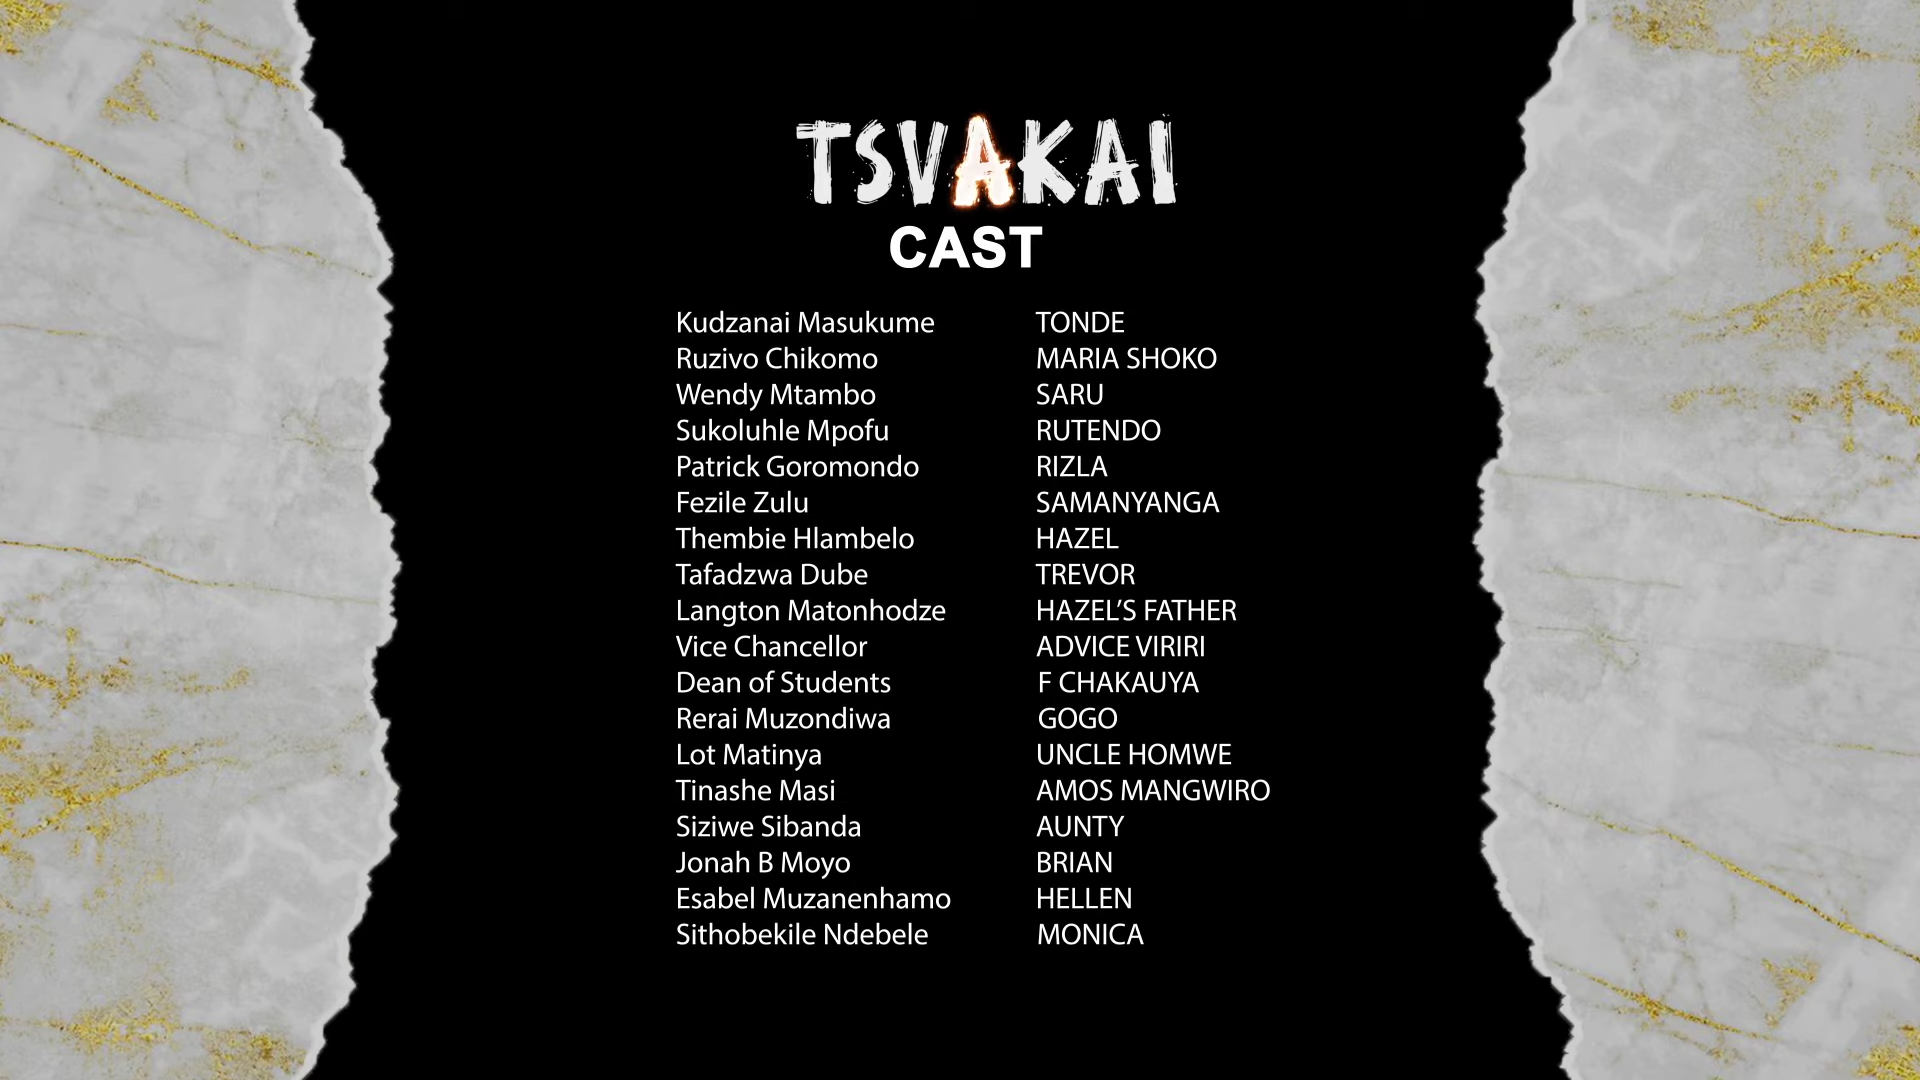 TSVAKAI
CAST
Kudzanai Masukume TONDE
Ruzivo Chikomo MARIA SHOKO
Wendy Mtambo SARU
Sukoluhle Mpofu RUTENDO
Patrick Goromondo RIZLA
Fezile Zulu SAMANYANGA
Thembie Hlambelo HAZEL
Tafadzwa Dube TREVOR
Langton Matonhodze HAZEL’S FATHER
Vice Chancellor ADVICE VIRIRI
Dean of Students F CHAKAUYA
Rerai Muzondiwa GOGO
Lot Matinya UNCLE HOMWE
Tinashe Masi AMOS MANGWIRO
Siziwe Sibanda AUNTY
Jonah B Moyo BRIAN
Esabel Muzanenhamo HELLEN
Sithobekile Ndebele MONICA